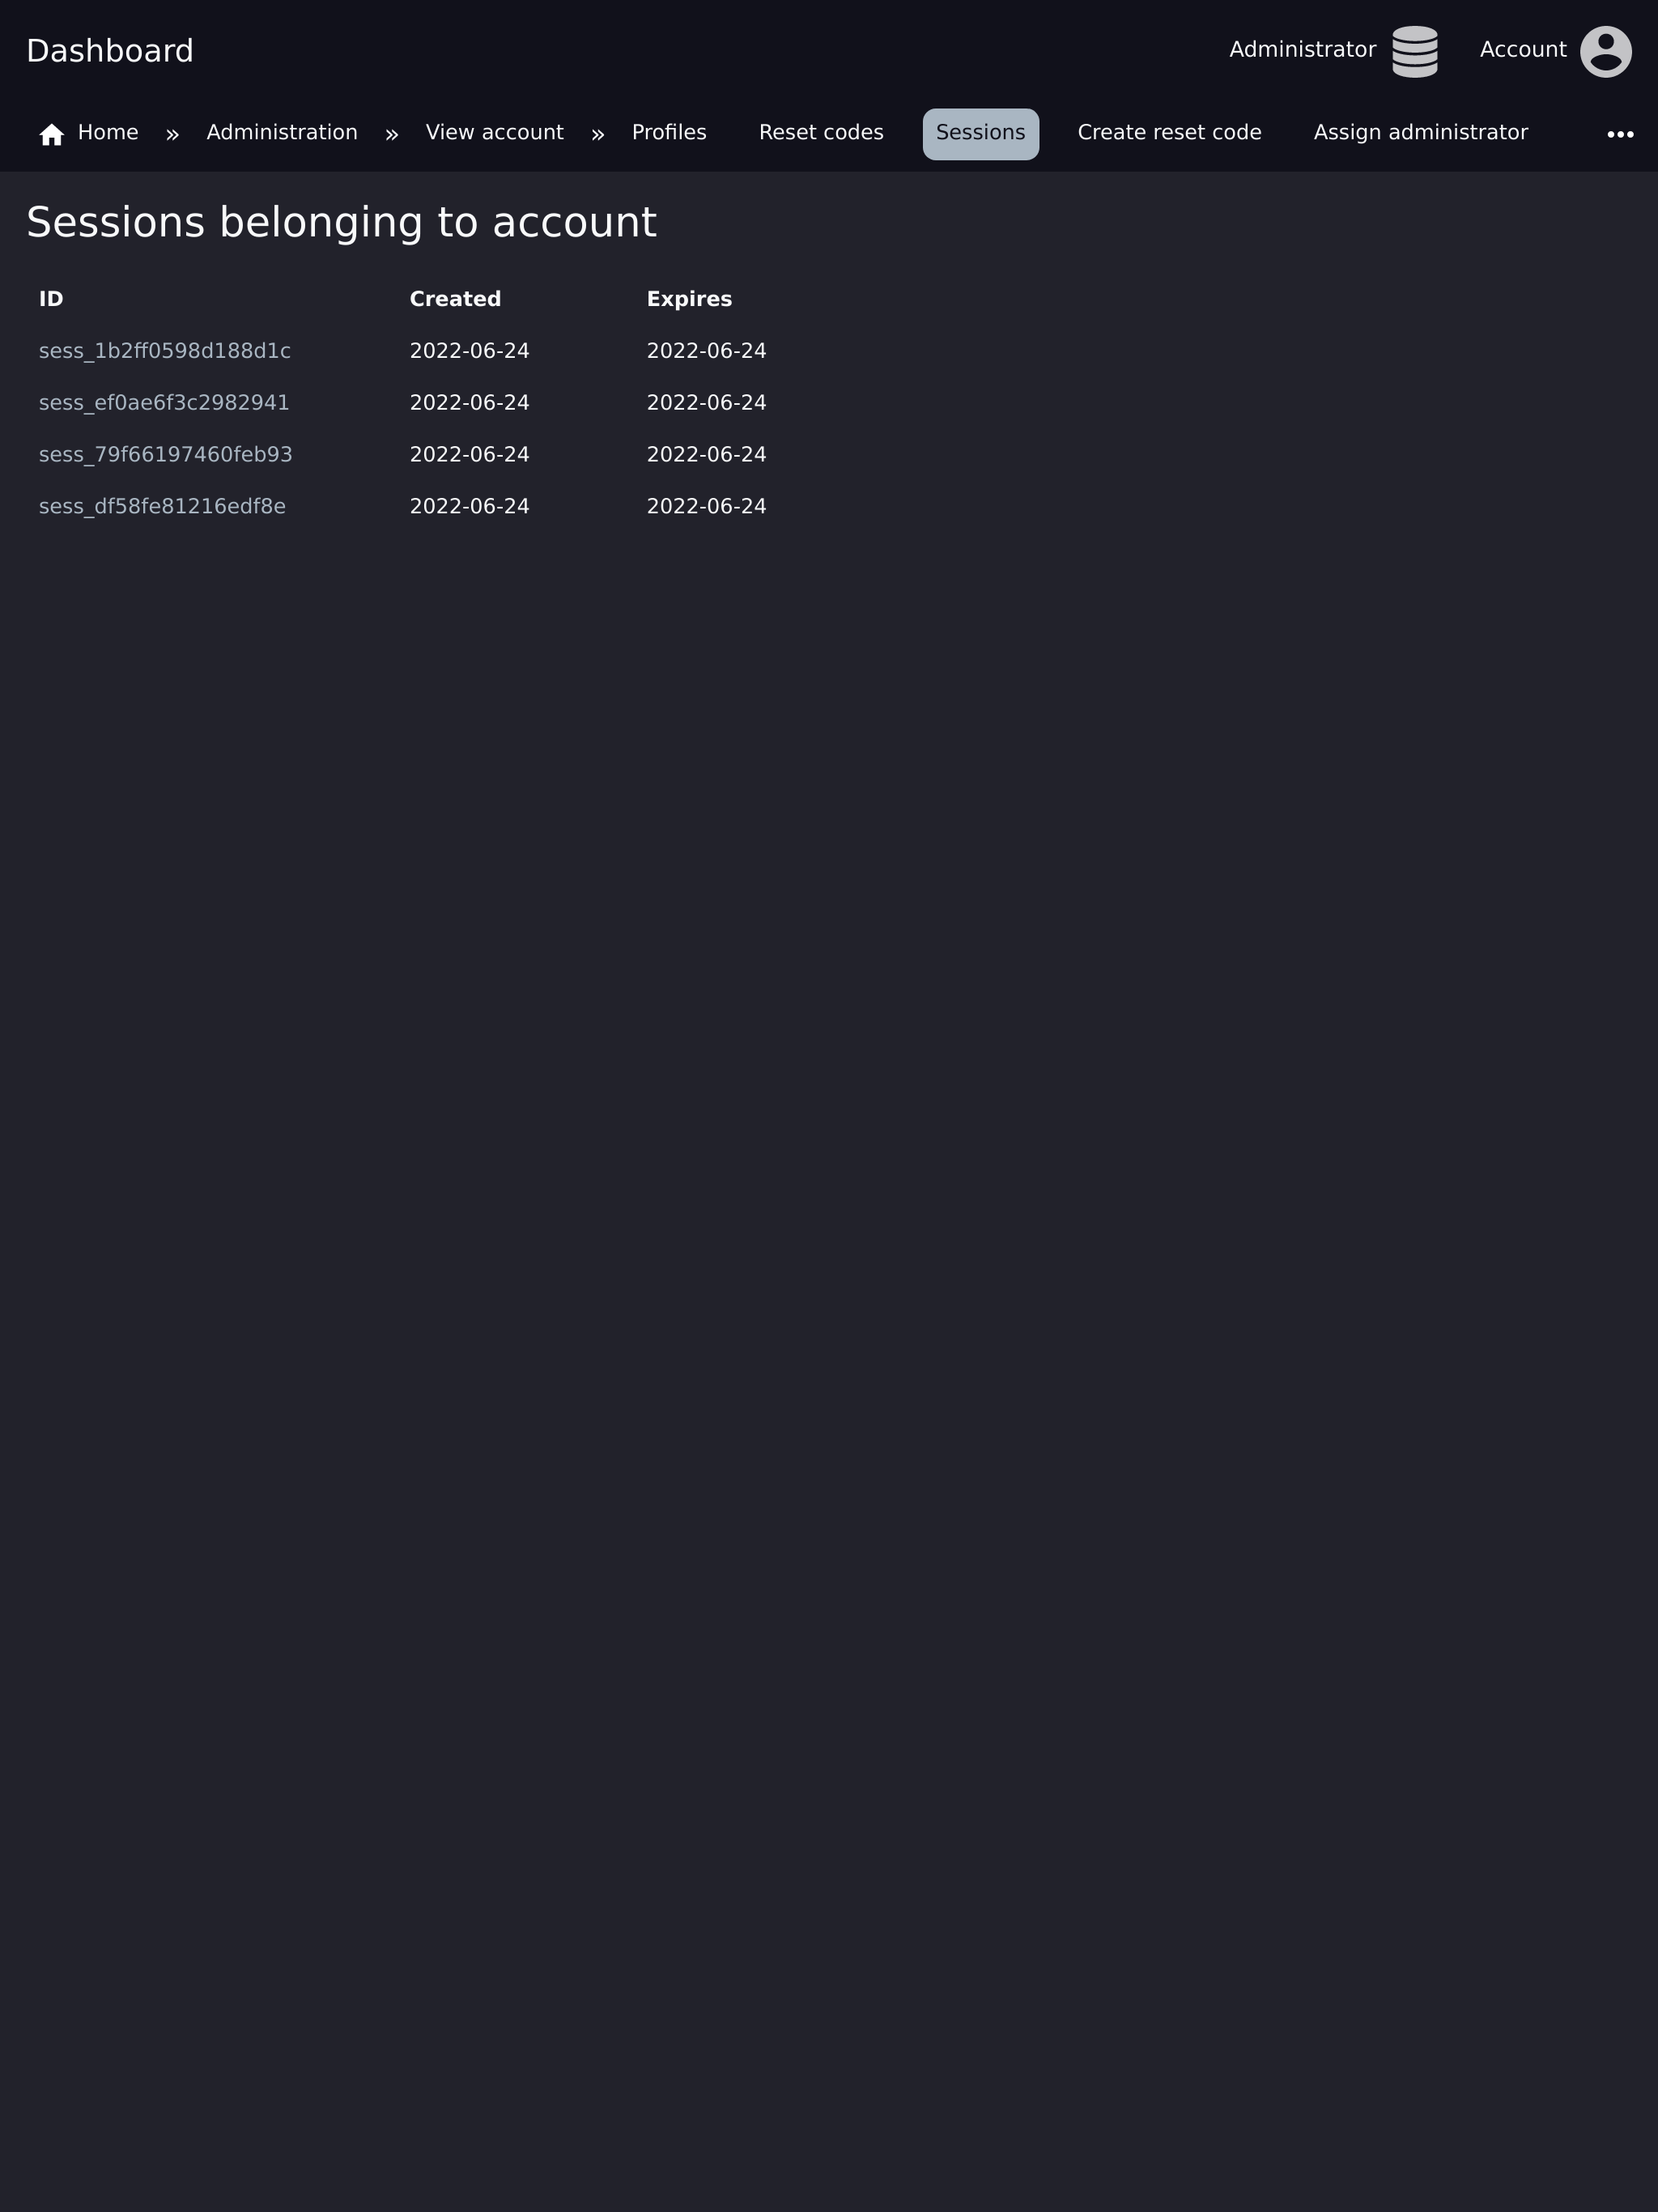 Dashboard
Administrator
Account
Home » Administration » View account » Profiles Reset codes Sessions Create reset code Assign administrator •••
Sessions belonging to account
ID Created Expires
sess_1b2ff0598d188d1c 2022-06-24 2022-06-24
sess_ef0ae6f3c2982941 2022-06-24 2022-06-24
sess_79f66197460feb93 2022-06-24 2022-06-24
sess_df58fe81216edf8e 2022-06-24 2022-06-24